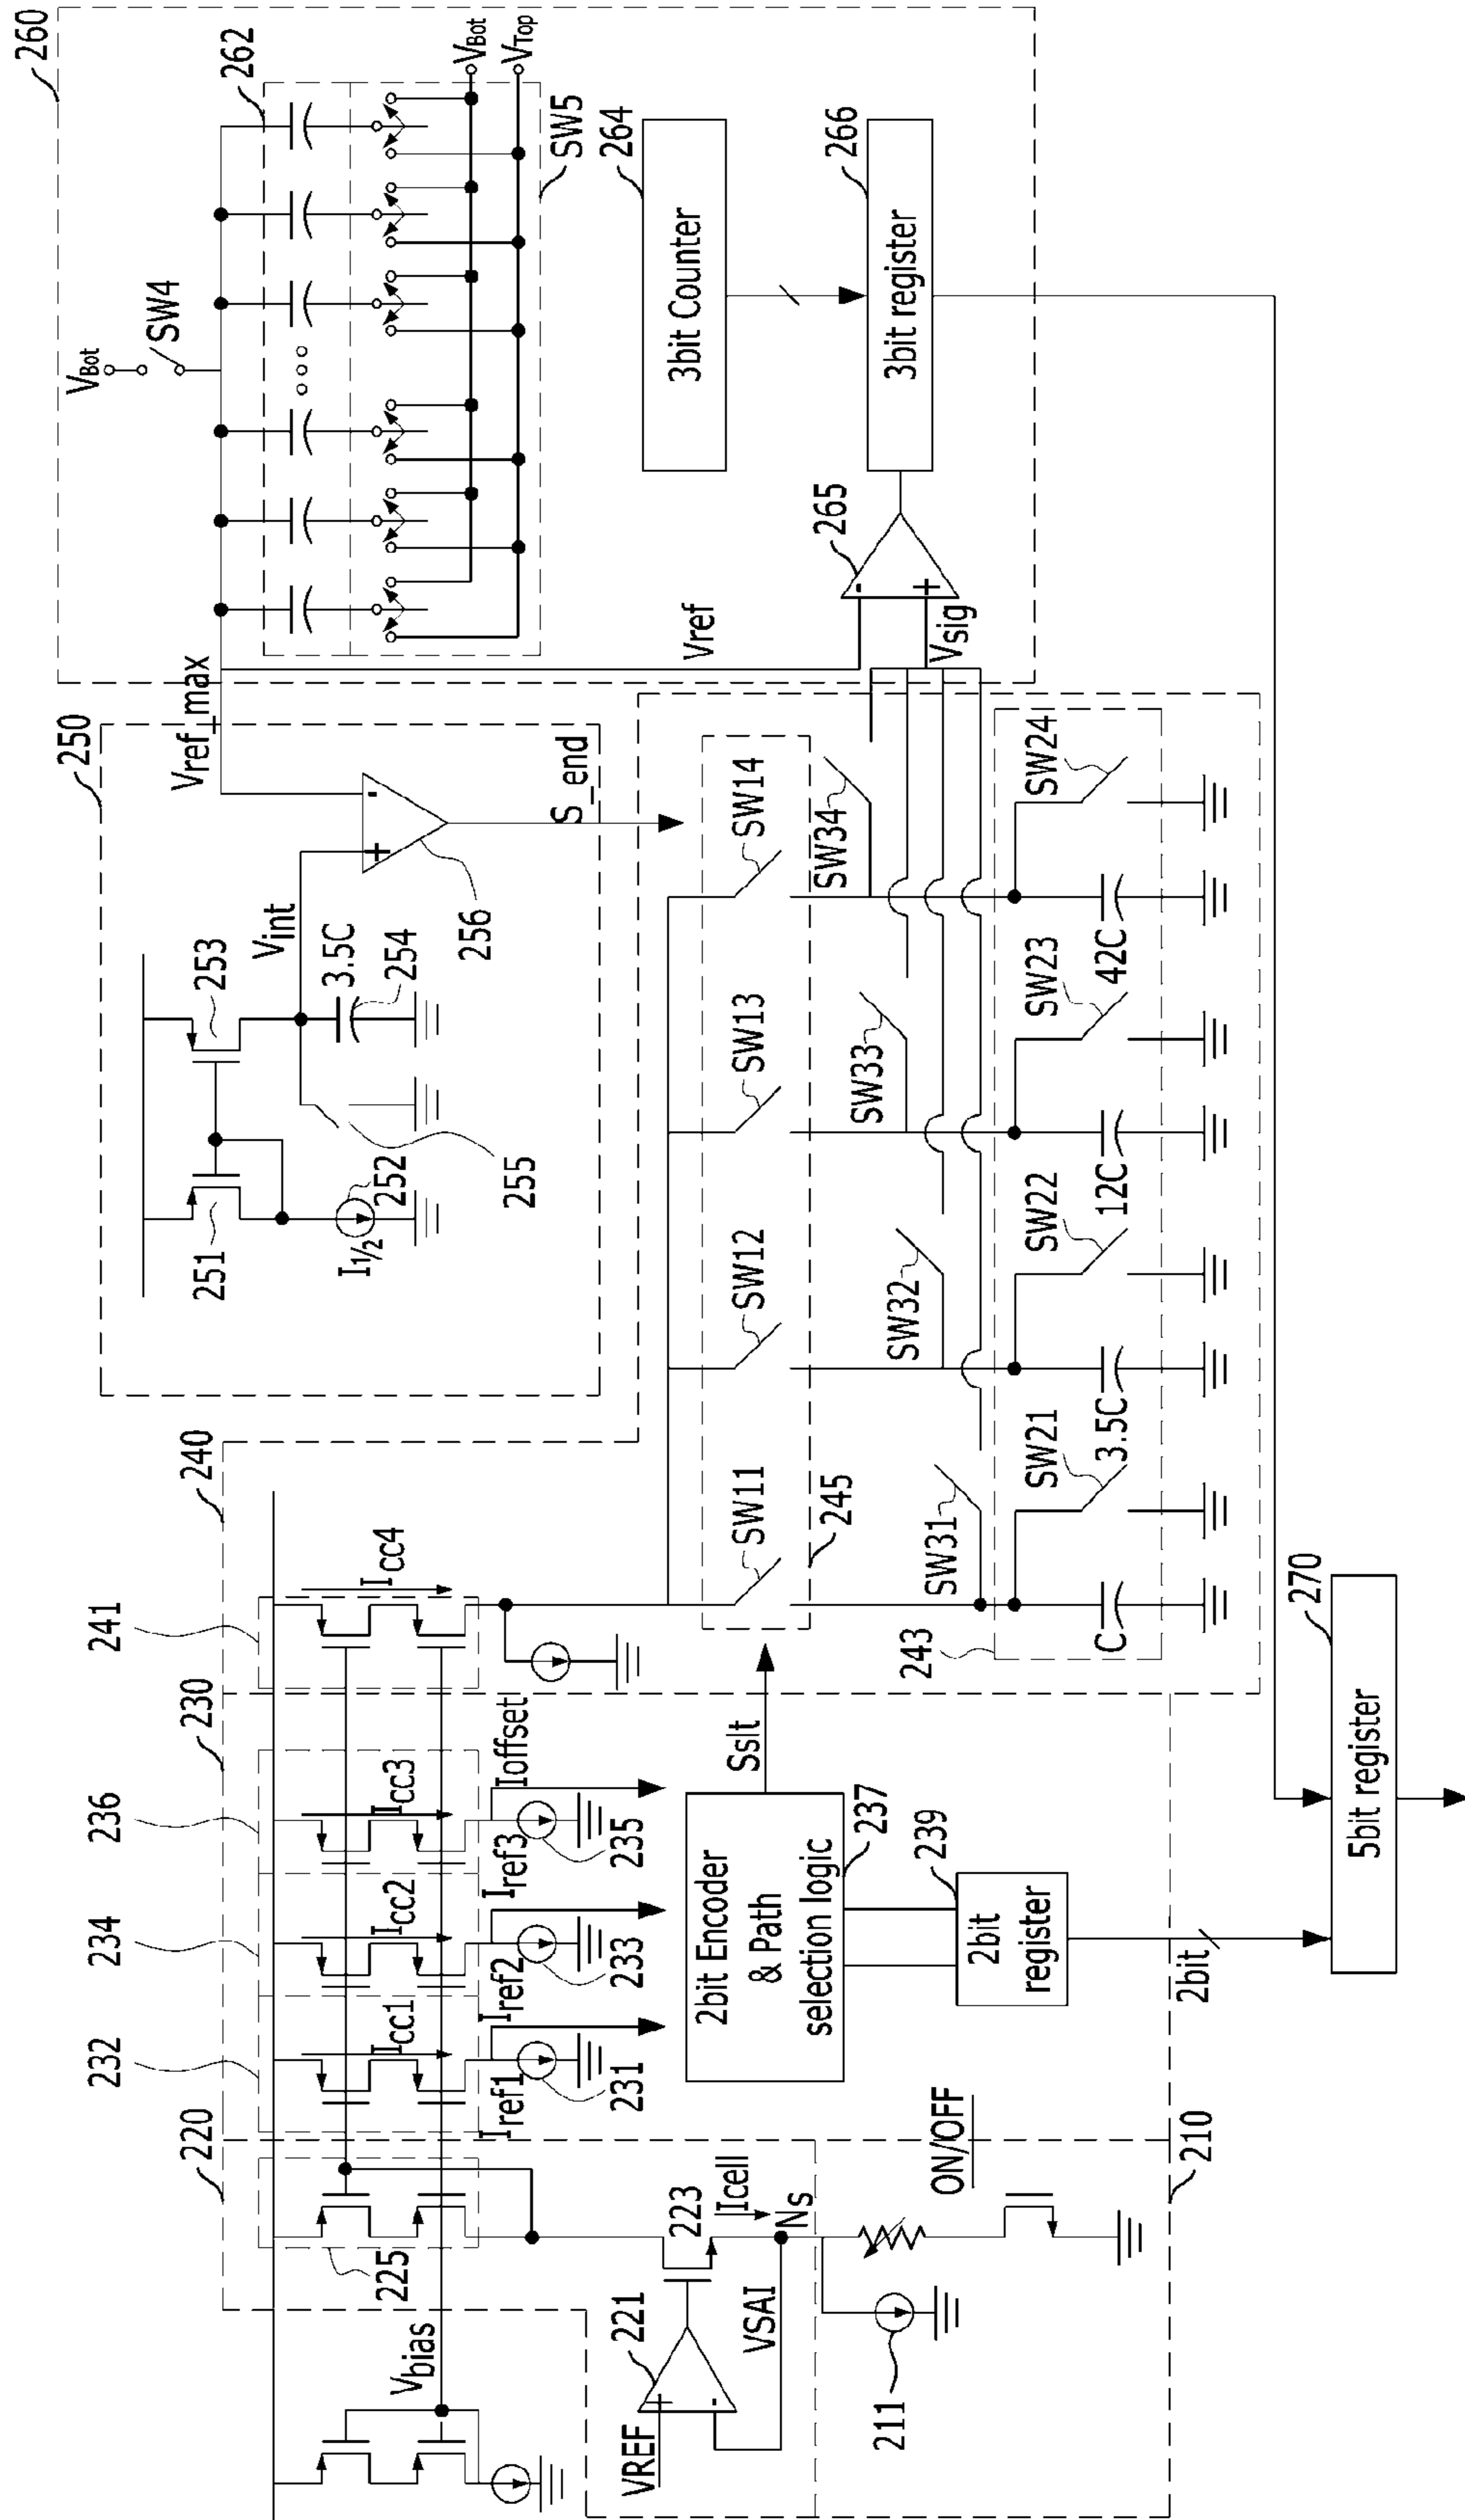 260
VBot
SW4
262
VBot
VTop
SW5
264
3bit Counter
266
3bit register
265
Vref
Vsig
250
Vref_max
S_end
Vint
256
253
3.5C
254
255
251
252
I1/2
240
241
ICC4
SW11
SW12
SW13
SW14
245
SW31
SW32
SW33
SW34
243
SW21
SW22
SW23
SW24
C
3.5C
12C
42C
230
236
234
232
ICC3
ICC2
ICC1
Ioffset
Iref3
Iref2
Iref1
235
233
231
Sslt
2bit Encoder
& Path
selection logic
237
239
2bit
register
2bit
270
5bit register
220
225
Vbias
221
VREF
VSAI
223
Icell
Ns
211
ON/OFF
210